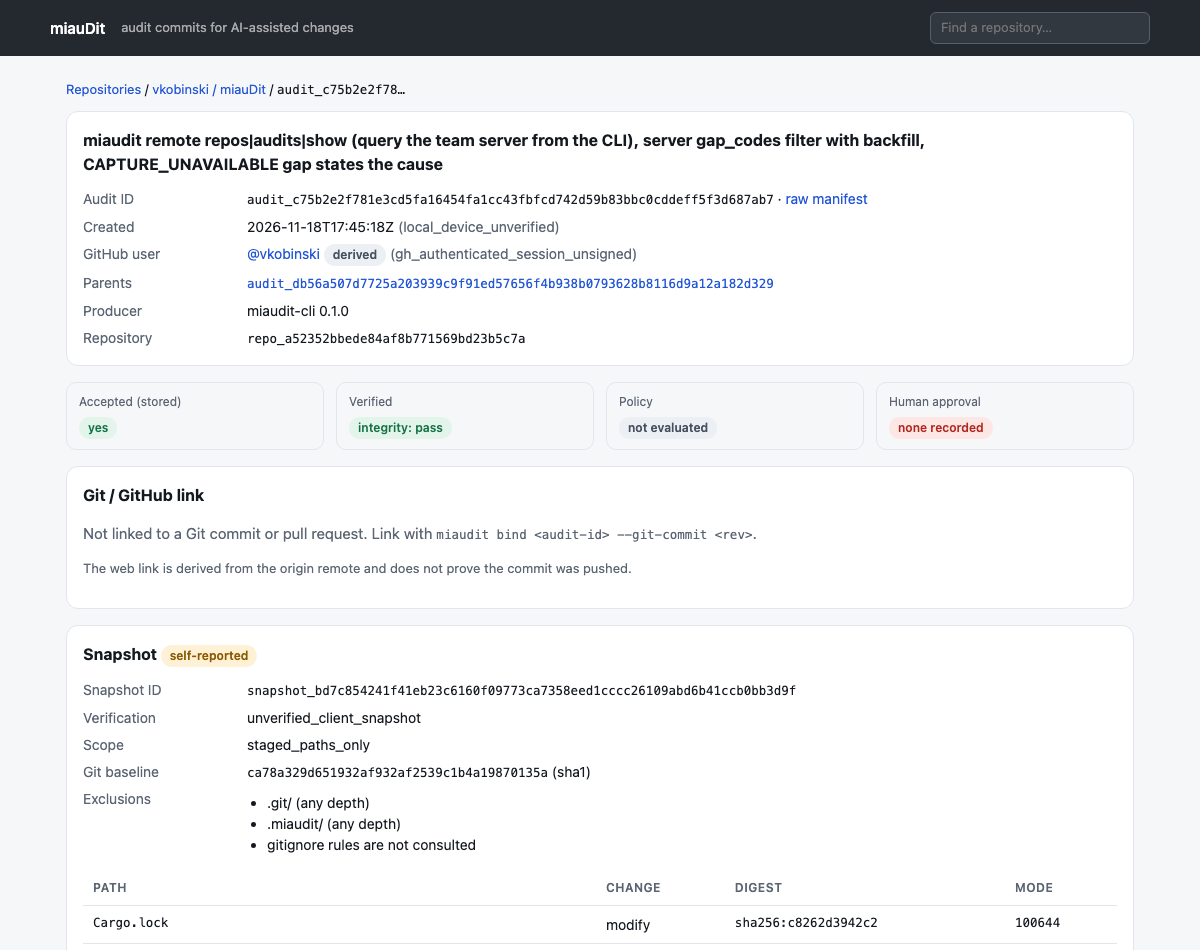 miauDit audit commits for AI-assisted changes Find a repository...
Repositories / vkobinski / miauDit / audit_c75b2e2f78…
miaudit remote repos|audits|show (query the team server from the CLI), server gap_codes filter with backfill,
CAPTURE_UNAVAILABLE gap states the cause
Audit ID audit_c75b2e2f781e3cd5fa16454fa1cc43fbfcd742d59b83bbc0cddeff5f3d687ab7 · raw manifest
Created 2026-11-18T17:45:18Z (local_device_unverified)
GitHub user @vkobinski derived (gh_authenticated_session_unsigned)
Parents audit_db56a507d7725a203939c9f91ed57656f4b938b0793628b8116d9a12a182d329
Producer miaudit-cli 0.1.0
Repository repo_a52352bbede84af8b771569bd23b5c7a
Accepted (stored) Verified Policy Human approval
yes integrity: pass not evaluated none recorded
Git / GitHub link
Not linked to a Git commit or pull request. Link with miaudit bind <audit-id> --git-commit <rev>.
The web link is derived from the origin remote and does not prove the commit was pushed.
Snapshot self-reported
Snapshot ID snapshot_bd7c854241f41eb23c6160f09773ca7358eed1cccc26109abd6b41ccb0bb3d9f
Verification unverified_client_snapshot
Scope staged_paths_only
Git baseline ca78a329d651932af932af2539c1b4a19870135a (sha1)
Exclusions
• .git/ (any depth)
• .miaudit/ (any depth)
• gitignore rules are not consulted
PATH CHANGE DIGEST MODE
Cargo.lock modify sha256:c8262d3942c2 100644